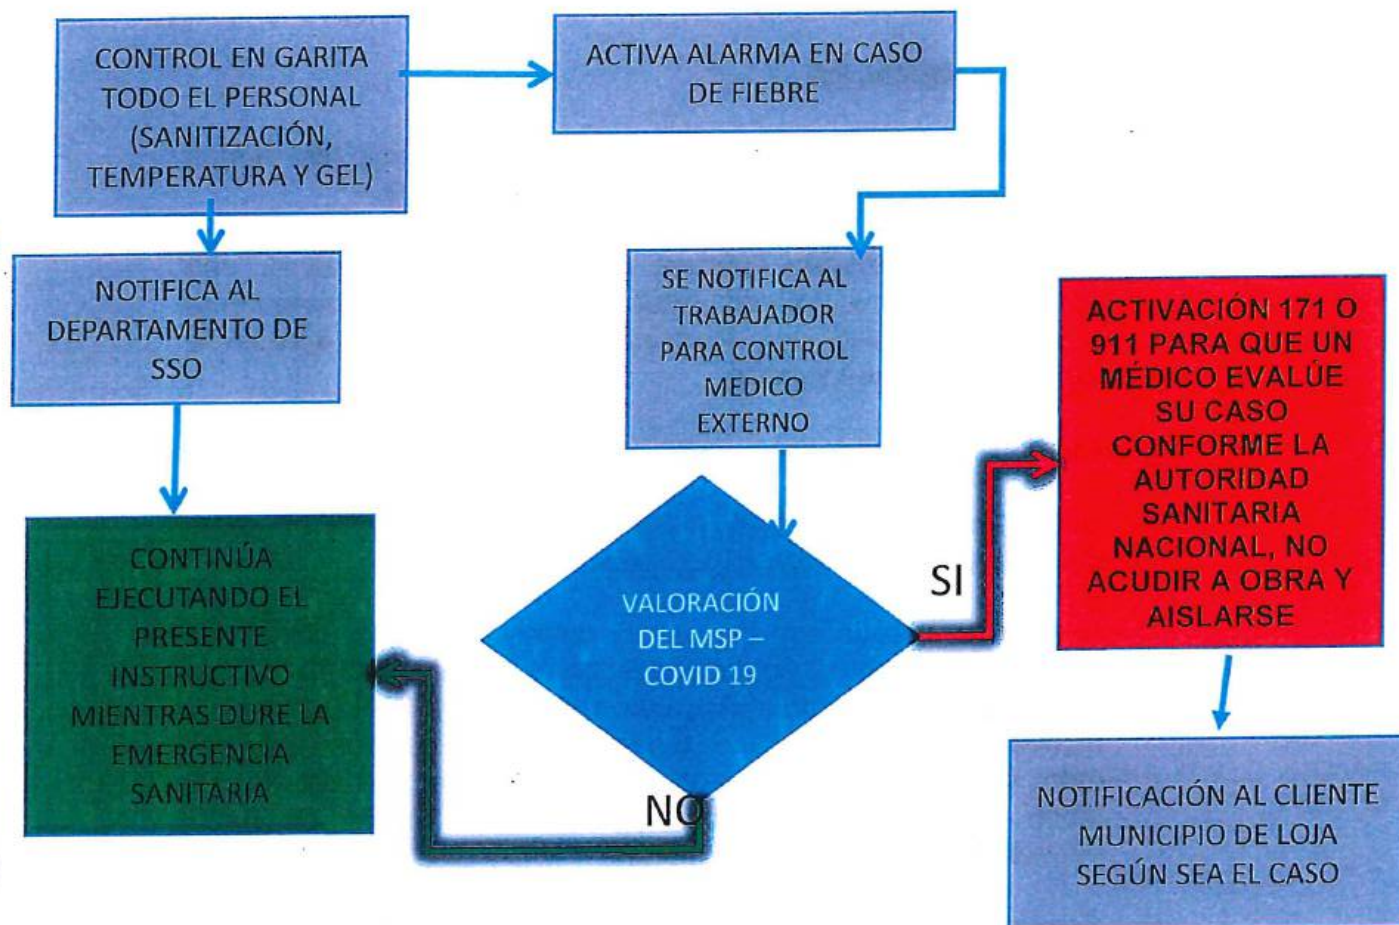 CONTROL EN GARITA
TODO EL PERSONAL
(SANITIZACIÓN,
TEMPERATURA Y GEL)
ACTIVA ALARMA EN CASO
DE FIEBRE
NOTIFICA AL
DEPARTAMENTO DE
SSO
SE NOTIFICA AL
TRABAJADOR
PARA CONTROL
MEDICO
EXTERNO
ACTIVACIÓN 171 O
911 PARA QUE UN
MÉDICO EVALÚE
SU CASO
CONFORME LA
AUTORIDAD
SANITARIA
NACIONAL, NO
ACUDIR A OBRA Y
AISLARSE
CONTINÚA
EJECUTANDO EL
PRESENTE
INSTRUCTIVO
MIENTRAS DURE LA
EMERGENCIA
SANITARIA
VALORACIÓN
DEL MSP –
COVID 19
SI
NO
NOTIFICACIÓN AL CLIENTE
MUNICIPIO DE LOJA
SEGÚN SEA EL CASO